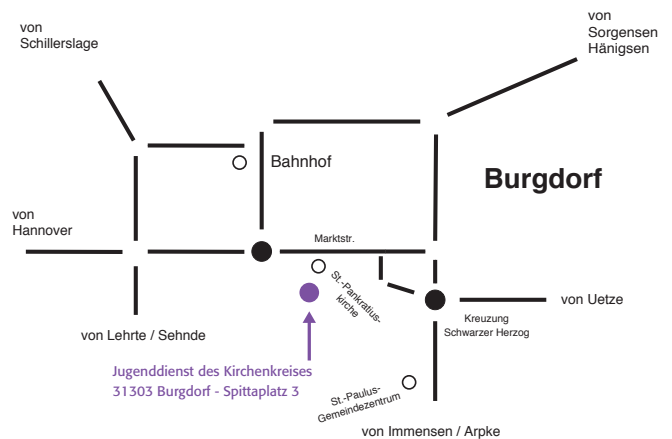 von
Schillerslage
von
Sorgensen
Hänigsen
Bahnhof
Burgdorf
von
Hannover
Marktstr.
St.-Pankratius-
kirche
von Uetze
Kreuzung
Schwarzer Herzog
von Lehrte / Sehnde
Jugenddienst des Kirchenkreises
31303 Burgdorf - Spittaplatz 3
St.-Paulus-
Gemeindezentrum
von Immensen / Arpke